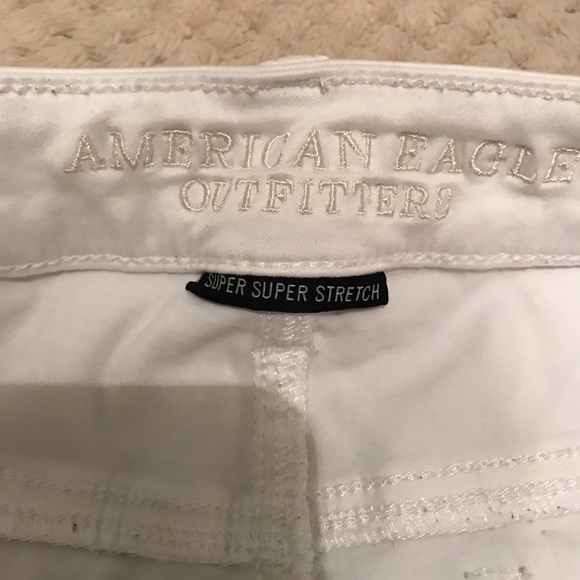 AMERICAN EAGLE
OUTFITTERS
SUPER SUPER STRETCH